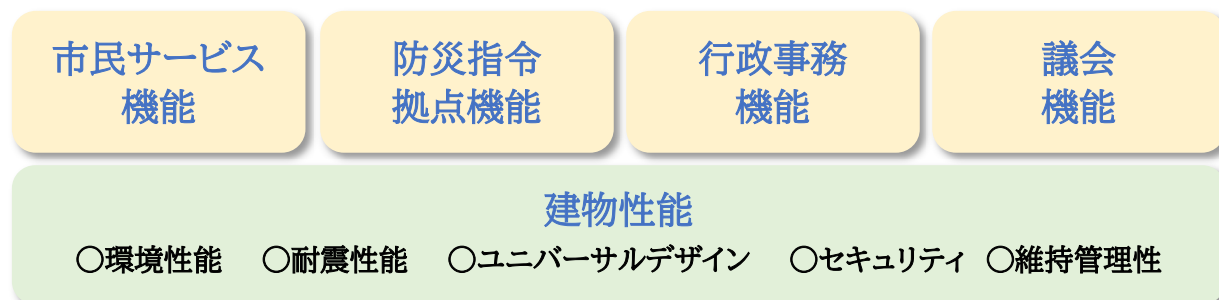 市民サービス
機能
防災指令
拠点機能
行政事務
機能
議会
機能
建物性能
○環境性能 ○耐震性能 ○ユニバーサルデザイン ○セキュリティ ○維持管理性